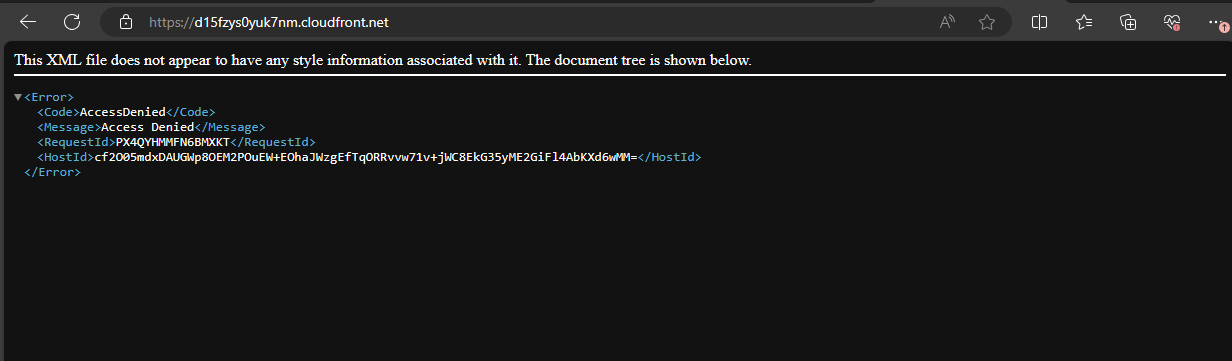 https://d15fzys0yuk7nm.cloudfront.net
This XML file does not appear to have any style information associated with it. The document tree is shown below.
<Error>
<Code>AccessDenied</Code>
<Message>Access Denied</Message>
<RequestId>PX4QYHMMFN6BMXKT</RequestId>
<HostId>cf2O05mdxDAUGWp8OEM2POuEW+EOhaJWzgEfTqORRvvw71v+jWC8EkG35yME2GiFl4AbKXd6wMM=</HostId>
</Error>